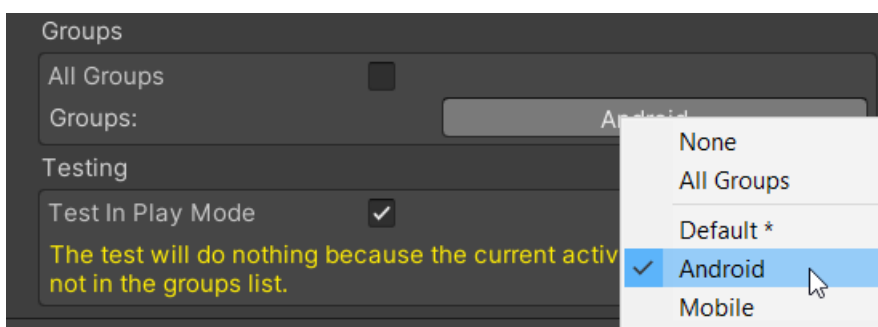 Groups
All Groups
Groups:
Testing
Test In Play Mode
The test will do nothing because the current activ
not in the groups list.
None
All Groups
Default *
Android
Mobile